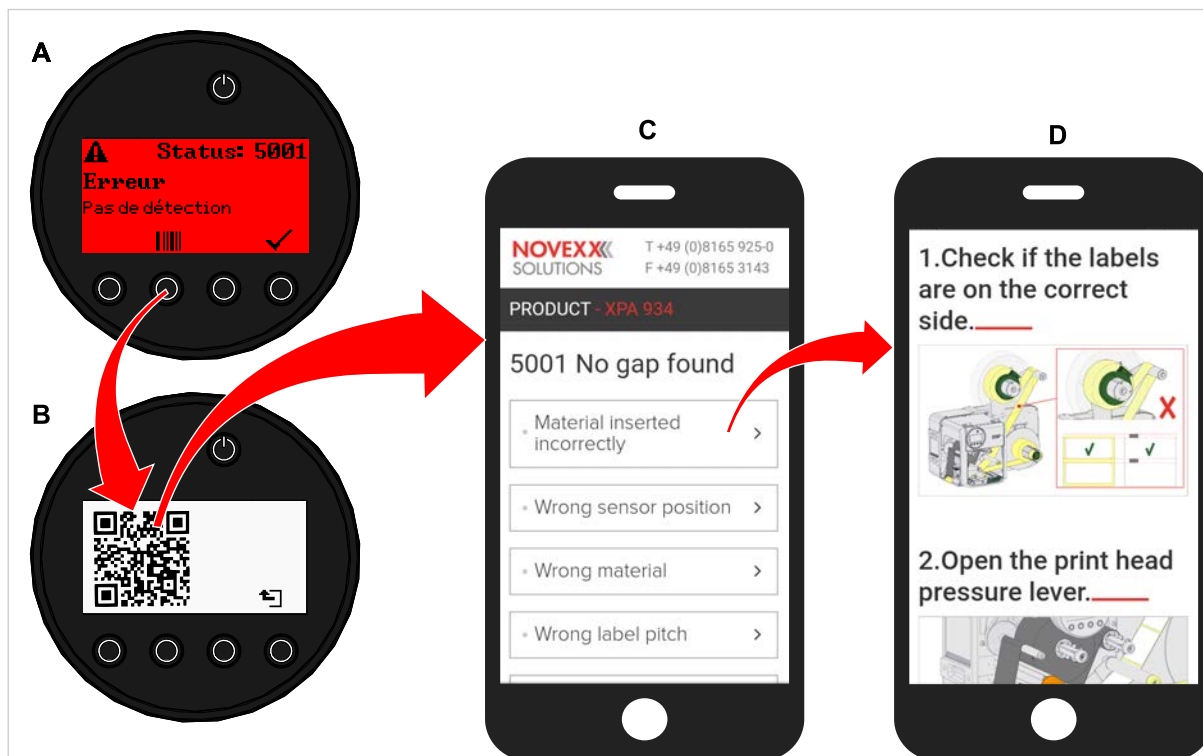 A
Status: 5001
Erreur
Pas de détection
B
C
NOVEXX
SOLUTIONS
T +49 (0)8165 925-0
F +49 (0)8165 3143
PRODUCT - XPA 934
5001 No gap found
Material inserted
incorrectly
Wrong sensor position
Wrong material
Wrong label pitch
D
1.Check if the labels
are on the correct
side.
X
2.Open the print head
pressure lever.